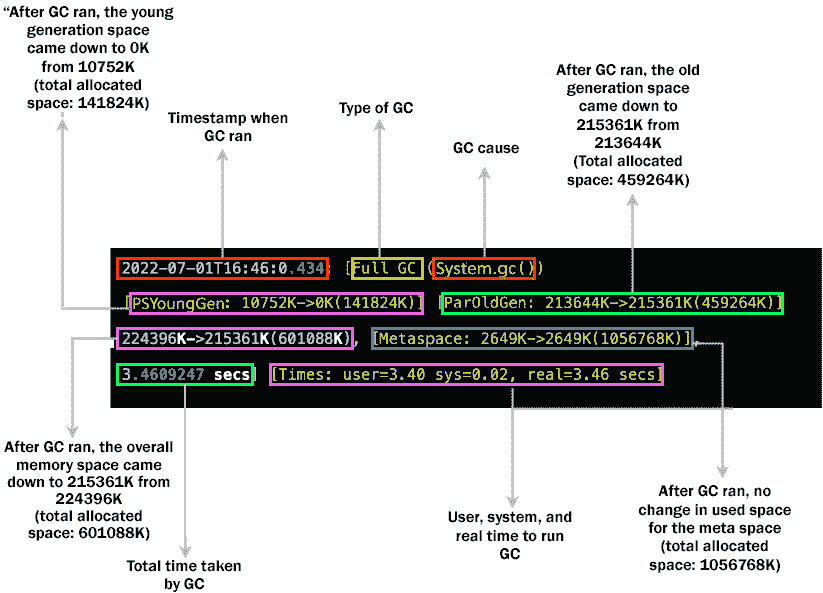 “After GC ran, the young
generation space
came down to 0K
from 10752K
(total allocated
space: 141824K)
Timestamp when
GC ran
Type of GC
GC cause
After GC ran, the old
generation space
came down to
215361K from
213644K
(Total allocated
space: 459264K)
2022-07-01T16:46:0.434: [Full GC (System.gc())
[PSYoungGen: 10752K->0K(141824K)] [ParOldGen: 213644K->215361K(459264K)]
224396K->215361K(601088K), [Metaspace: 2649K->2649K(1056768K)],
3.4609247 secs] [Times: user=3.40 sys=0.02, real=3.46 secs]
After GC ran, the overall
memory space came
down to 215361K from
224396K
(total allocated
space: 601088K)
Total time taken
by GC
User, system, and
real time to run
GC
After GC ran, no
change in used space
for the meta space
(total allocated
space: 1056768K)